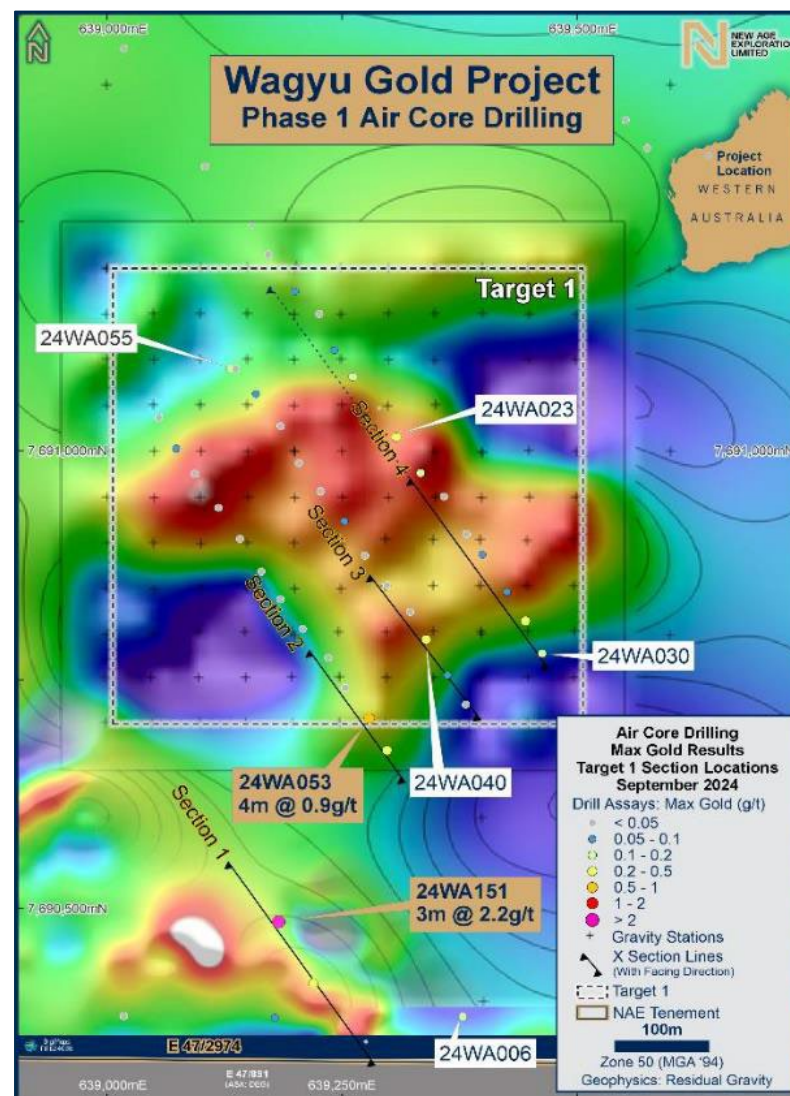 639,000mE
639,500mE
N
NEW AGE
EXPLORATION
LIMITED
Wagyu Gold Project
Phase 1 Air Core Drilling
Project
Location
WESTERN
AUSTRALIA
Target 1
24WA055
24WA023
Section 4
7,691,000mN
7,691,000mN
Section 3
Section 2
24WA030
24WA053
4m @ 0.9g/t
24WA040
Section 1
24WA151
3m @ 2.2g/t
7,690,500mN
24WA006
E 47/2974
E 47/891
639,000mE
639,250mE
Air Core Drilling
Max Gold Results
Target 1 Section Locations
September 2024
Drill Assays: Max Gold (g/t)
< 0.05
0.05 - 0.1
0.1 - 0.2
0.2 - 0.5
0.5 - 1
1 - 2
> 2
Gravity Stations
X Section Lines
(With Facing Direction)
Target 1
NAE Tenement
100m
Zone 50 (MGA '94)
Geophysics: Residual Gravity